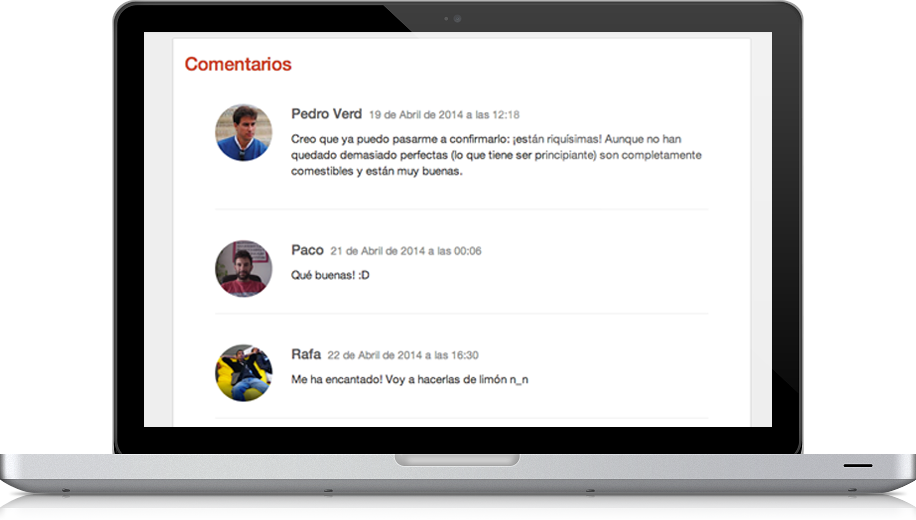 Comentarios
Pedro Verd 19 de Abril de 2014 a las 12:18
Creo que ya puedo pasarme a confirmarlo: ¡están riquísimas! Aunque no han
quedado demasiado perfectas (lo que tiene ser principiante) son completamente
comestibles y están muy buenas.
Paco 21 de Abril de 2014 a las 00:06
Qué buenas! :D
Rafa 22 de Abril de 2014 a las 16:30
Me ha encantado! Voy a hacerlas de limón n_n